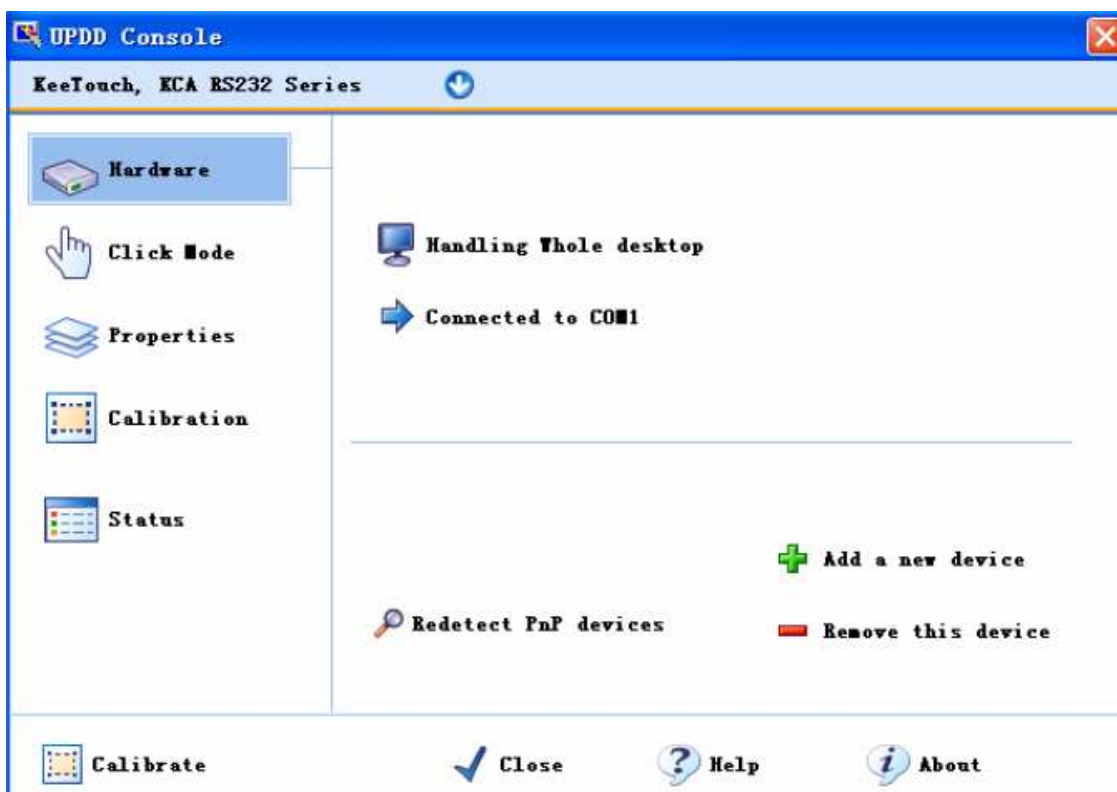 UPDD Console
KeeTouch, KCA RS232 Series
Hardware
Click Mode
Properties
Calibration
Status
Handling Whole desktop
Connected to COM1
Add a new device
Redetect PnP devices
Remove this device
Calibrate
Close
Help
About